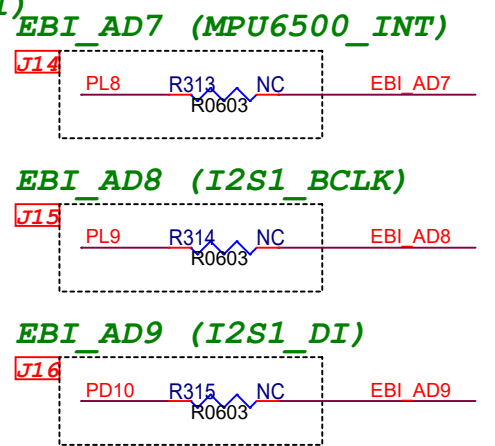 EBI_AD7 (MPU6500_INT)
J14
PL8 R313 NC EBI_AD7
R0603
EBI_AD8 (I2S1_BCLK)
J15
PL9 R314 NC EBI_AD8
R0603
EBI_AD9 (I2S1_DI)
J16
PD10 R315 NC EBI_AD9
R0603